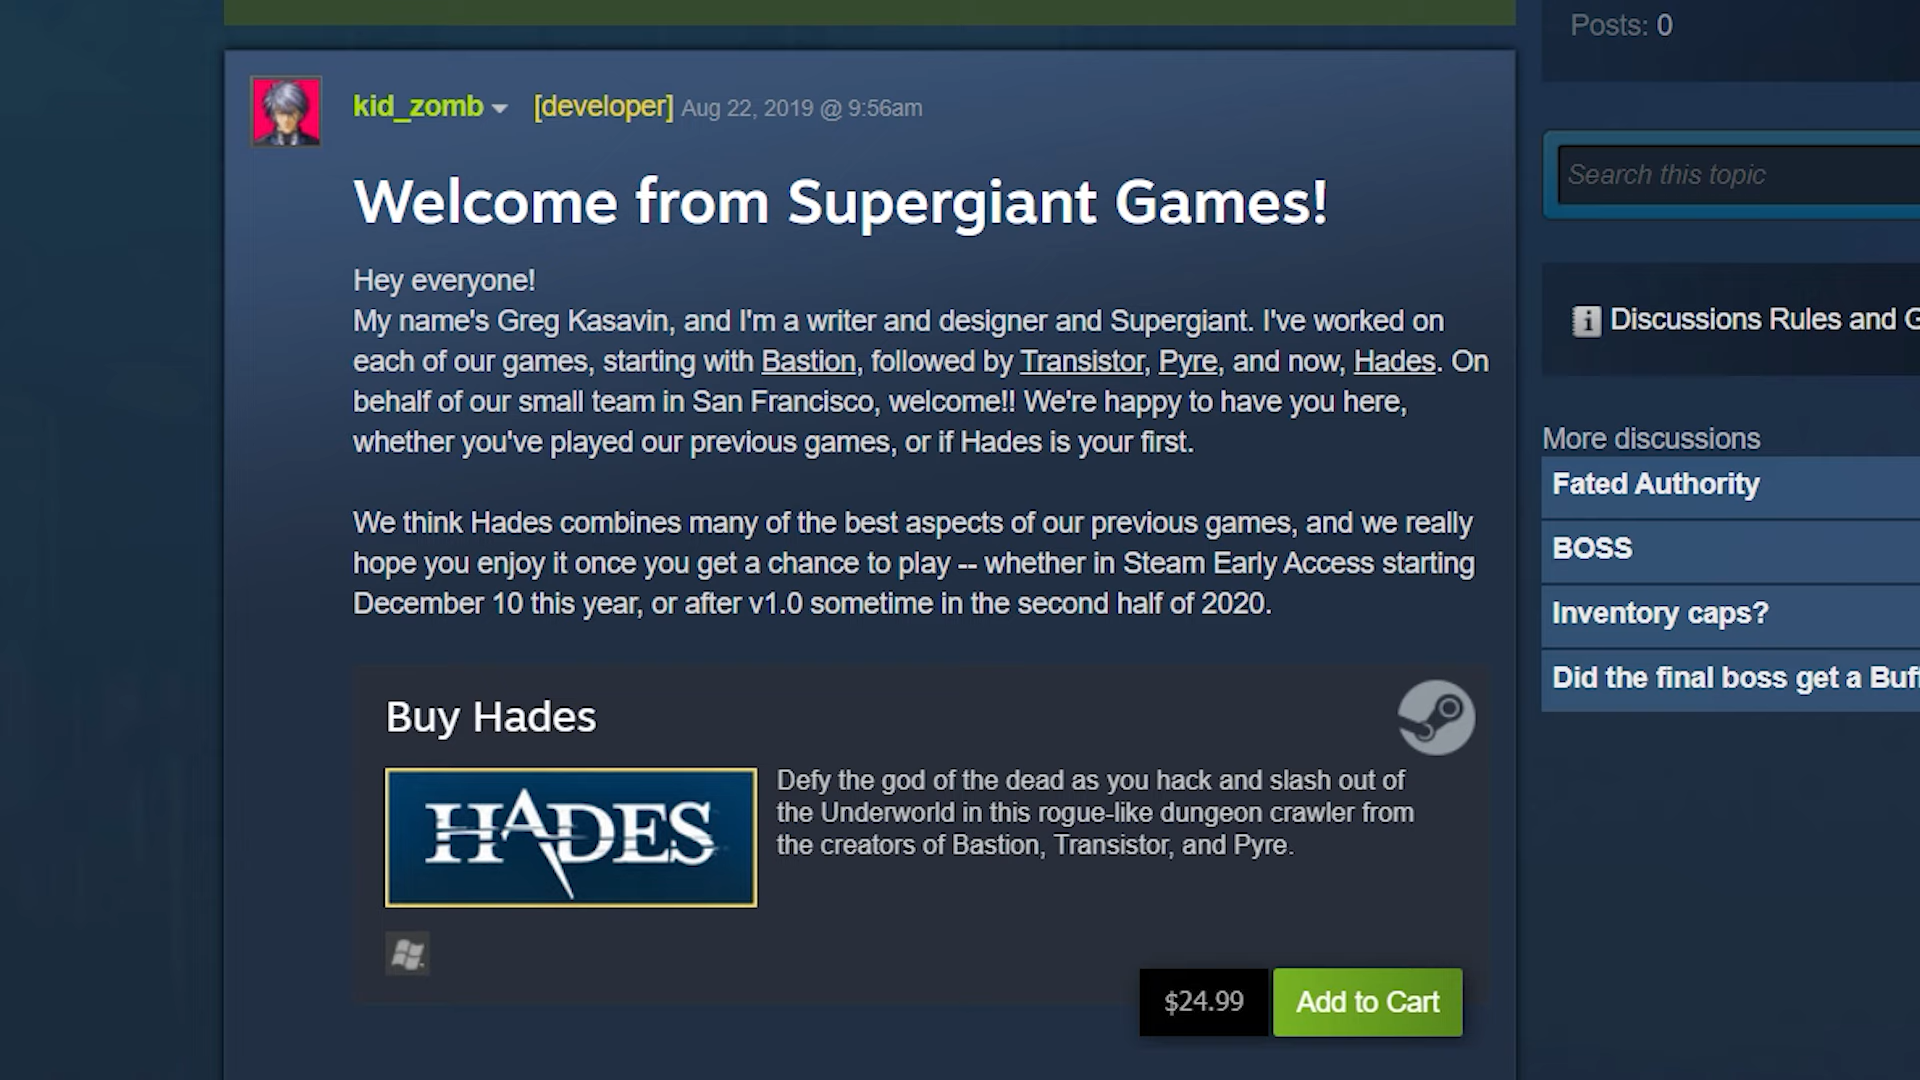 Posts: 0
kid_zomb [developer] Aug 22, 2019 @ 9:56am
Welcome from Supergiant Games!
Search this topic
Hey everyone!
My name's Greg Kasavin, and I'm a writer and designer and Supergiant. I've worked on
each of our games, starting with Bastion, followed by Transistor, Pyre, and now, Hades. On
behalf of our small team in San Francisco, welcome!! We're happy to have you here,
whether you've played our previous games, or if Hades is your first.
We think Hades combines many of the best aspects of our previous games, and we really
hope you enjoy it once you get a chance to play -- whether in Steam Early Access starting
December 10 this year, or after v1.0 sometime in the second half of 2020.
Buy Hades
HADES
Defy the god of the dead as you hack and slash out of
the Underworld in this rogue-like dungeon crawler from
the creators of Bastion, Transistor, and Pyre.
$24.99 Add to Cart
Discussions Rules and G
More discussions
Fated Authority
BOSS
Inventory caps?
Did the final boss get a Buf